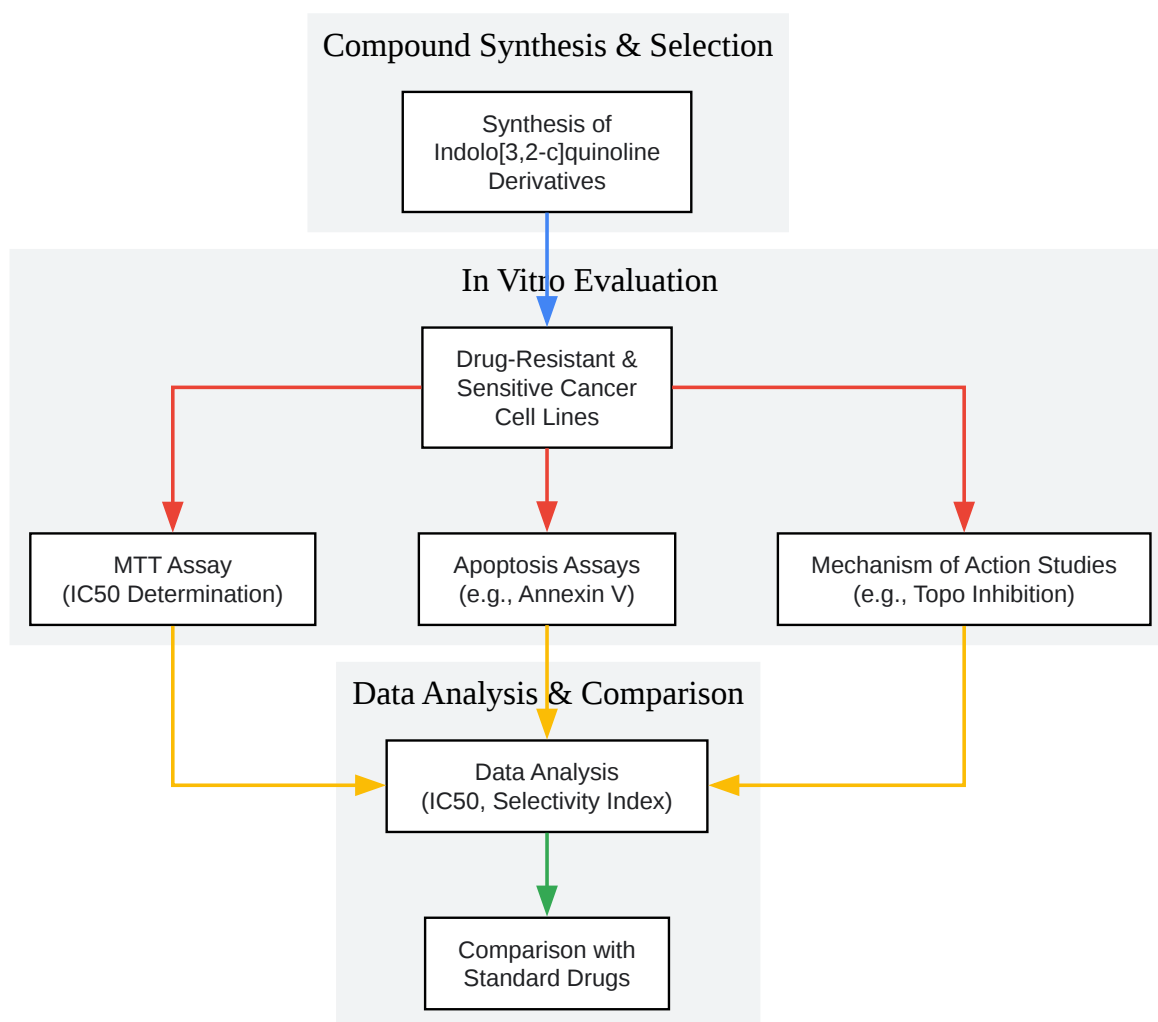 Compound Synthesis & Selection
Synthesis of
Indolo[3,2-c]quinoline
Derivatives
In Vitro Evaluation
Drug-Resistant &
Sensitive Cancer
Cell Lines
MTT Assay
(IC50 Determination)
Apoptosis Assays
(e.g., Annexin V)
Mechanism of Action Studies
(e.g., Topo Inhibition)
Data Analysis & Comparison
Data Analysis
(IC50, Selectivity Index)
Comparison with
Standard Drugs